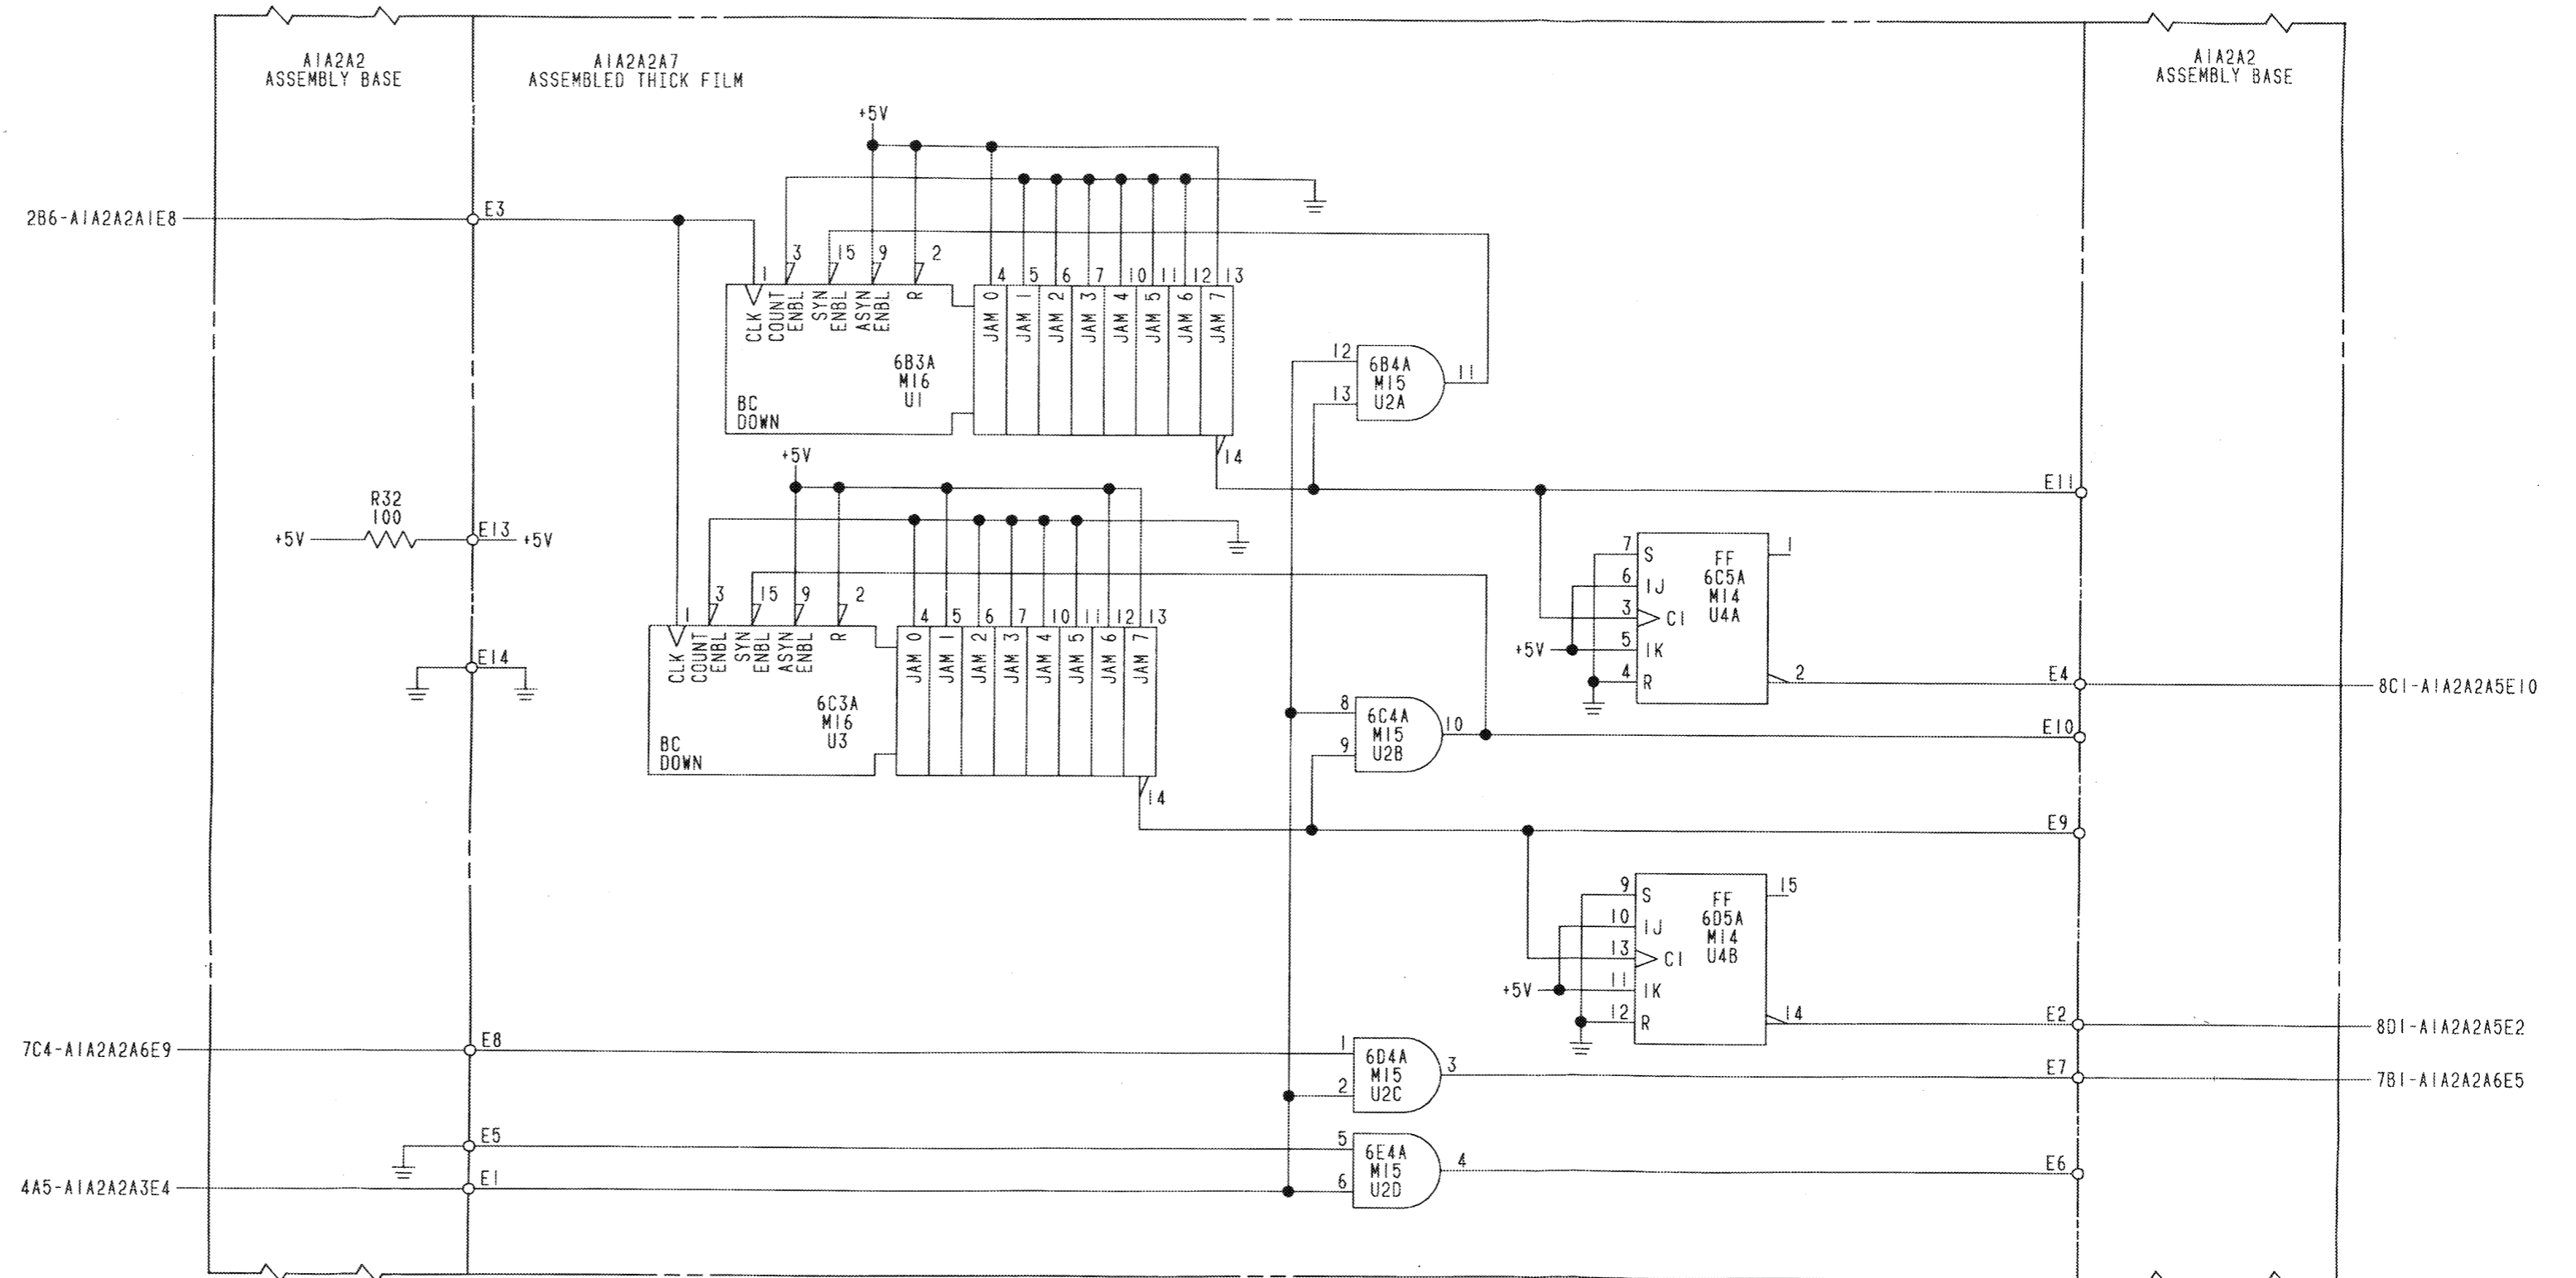 A1A2A2
ASSEMBLY BASE
A1A2A2A7
ASSEMBLED THICK FILM
A1A2A2
ASSEMBLY BASE
+5V
2B6-A1A2A2A1E8
E3
3
15
9
2
1
4
5
6
7
10
11
12
13
CLK
COUNT
ENBL
SYN
ENBL
ASYN
ENBL
R
JAM 0
JAM 1
JAM 2
JAM 3
JAM 4
JAM 5
JAM 6
JAM 7
6B3A
M16
U1
BC
DOWN
14
12
13
6B4A
M15
U2A
11
E11
+5V
R32
100
+5V
E13
+5V
3
15
9
2
1
4
5
6
7
10
11
12
13
CLK
COUNT
ENBL
SYN
ENBL
ASYN
ENBL
R
JAM 0
JAM 1
JAM 2
JAM 3
JAM 4
JAM 5
JAM 6
JAM 7
6C3A
M16
U3
BC
DOWN
14
E14
7
S
6
1J
3
C1
5
1K
4
R
+5V
FF
6C5A
M14
U4A
1
2
E4
8C1-A1A2A2A5E10
8
9
6C4A
M15
U2B
10
E10
E9
9
S
10
1J
13
C1
11
1K
12
R
+5V
FF
6D5A
M14
U4B
15
14
E2
8D1-A1A2A2A5E2
7C4-A1A2A2A6E9
E8
1
2
6D4A
M15
U2C
3
E7
7B1-A1A2A2A6E5
E5
5
6
6E4A
M15
U2D
4
E6
4A5-A1A2A2A3E4
E1